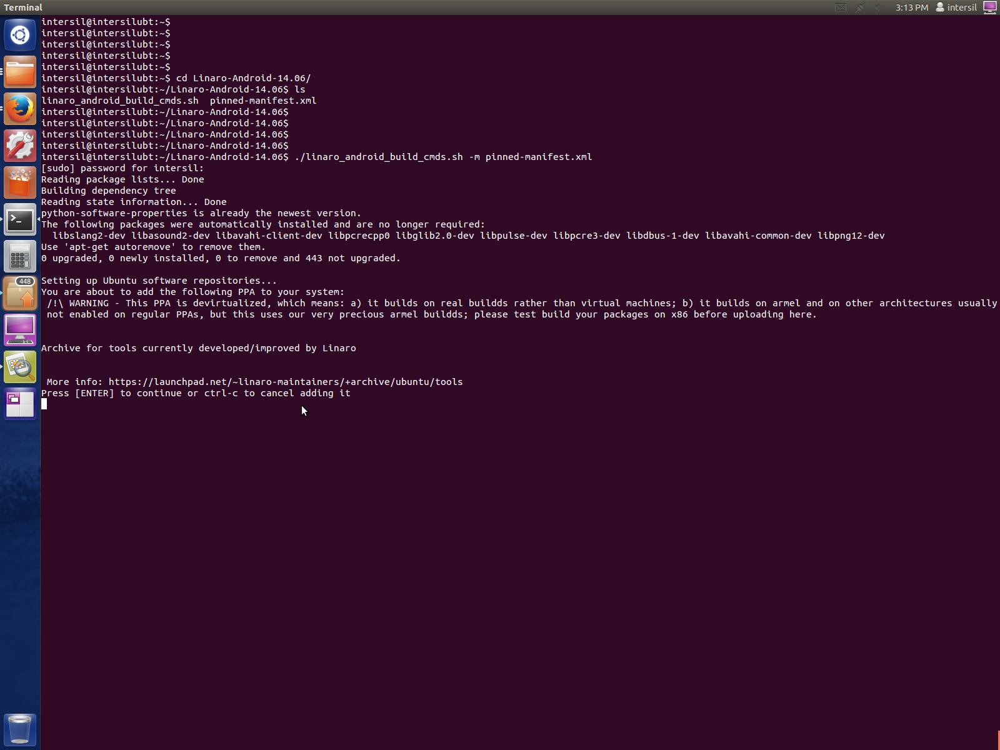 Terminal
3:13 PM intersil
intersil@intersilubt:~$
intersil@intersilubt:~$
intersil@intersilubt:~$
intersil@intersilubt:~$
intersil@intersilubt:~$
intersil@intersilubt:~$ cd Linaro-Android-14.06/
intersil@intersilubt:~/Linaro-Android-14.06$ ls
linaro_android_build_cmds.sh  pinned-manifest.xml
intersil@intersilubt:~/Linaro-Android-14.06$
intersil@intersilubt:~/Linaro-Android-14.06$
intersil@intersilubt:~/Linaro-Android-14.06$
intersil@intersilubt:~/Linaro-Android-14.06$
intersil@intersilubt:~/Linaro-Android-14.06$ ./linaro_android_build_cmds.sh -m pinned-manifest.xml
[sudo] password for intersil:
Reading package lists... Done
Building dependency tree
Reading state information... Done
python-software-properties is already the newest version.
The following packages were automatically installed and are no longer required:
  libslang2-dev libasound2-dev libavahi-client-dev libpcrecpp0 libglib2.0-dev libpulse-dev libpcre3-dev libdbus-1-dev libavahi-common-dev libpng12-dev
Use 'apt-get autoremove' to remove them.
0 upgraded, 0 newly installed, 0 to remove and 443 not upgraded.
448
Setting up Ubuntu software repositories...
You are about to add the following PPA to your system:
 /!\ WARNING - This PPA is devirtualized, which means: a) it builds on real buildds rather than virtual machines; b) it builds on armel and on other architectures usually
 not enabled on regular PPAs, but this uses our very precious armel buildds; please test build your packages on x86 before uploading here.
Archive for tools currently developed/improved by Linaro
 More info: https://launchpad.net/~linaro-maintainers/+archive/ubuntu/tools
Press [ENTER] to continue or ctrl-c to cancel adding it